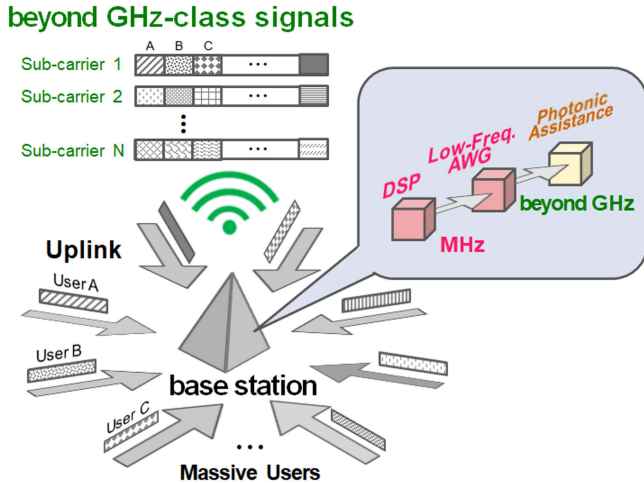 beyond GHz-class signals
A B C
Sub-carrier 1 ...
Sub-carrier 2 ...
Sub-carrier N ...
Photonic
Assistance
Low-Freq.
AWG
DSP
beyond GHz
MHz
Uplink
User A
User B
base station
User C
...
Massive Users